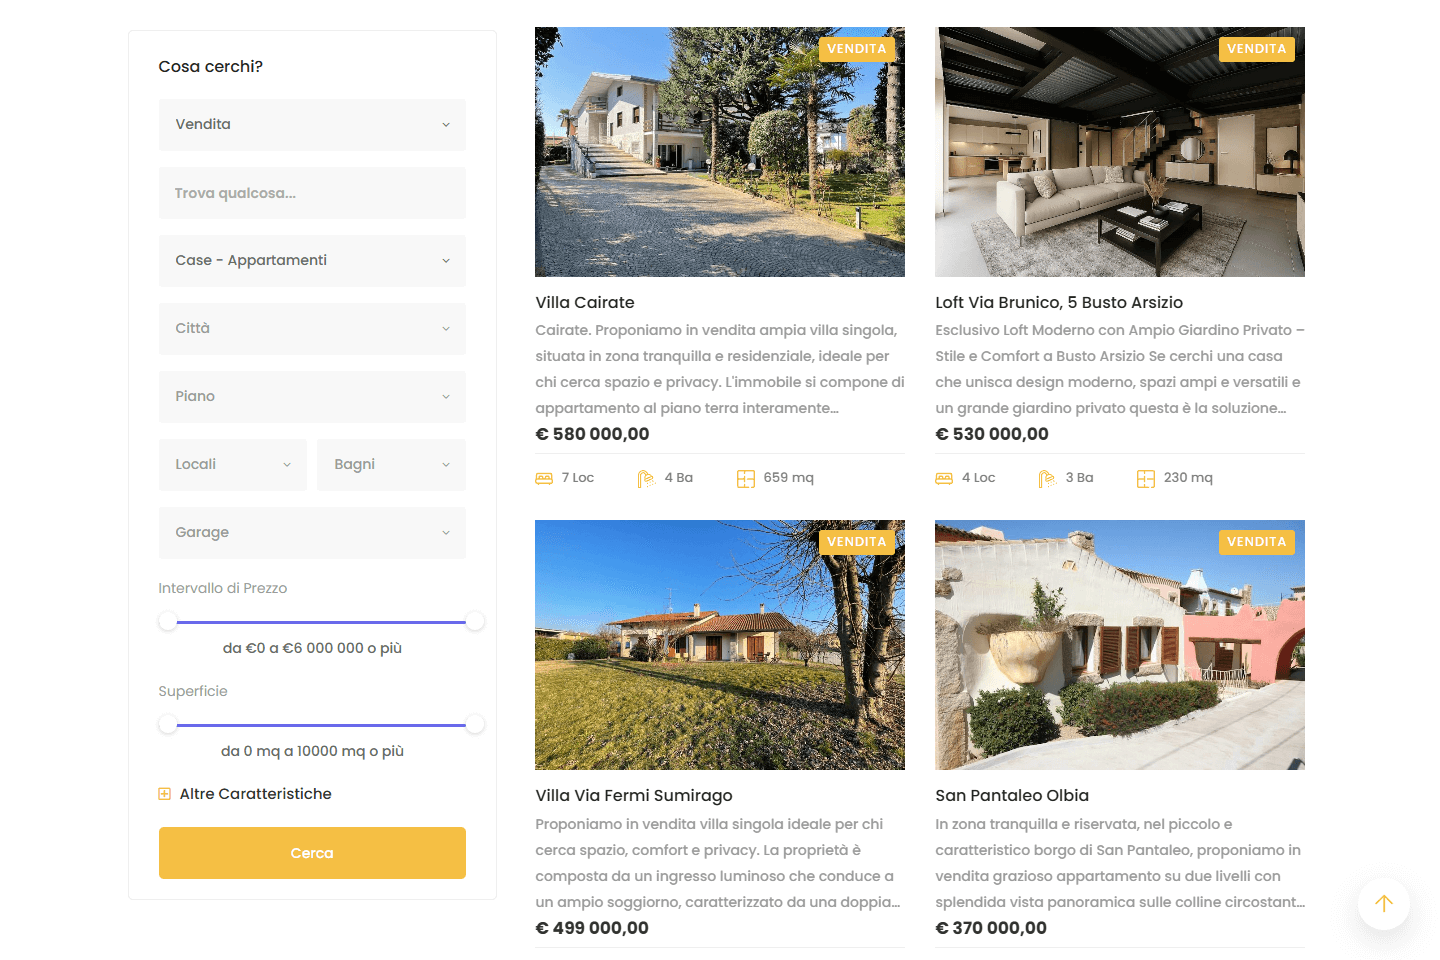 Cosa cerchi?
Vendita
Trova qualcosa...
Case - Appartamenti
Città
Piano
Locali
Bagni
Garage
Intervallo di Prezzo
da €0 a €6 000 000 o più
Superficie
da 0 mq a 10000 mq o più
Altre Caratteristiche
Cerca
VENDITA
Villa Cairate
Cairate. Proponiamo in vendita ampia villa singola,
situata in zona tranquilla e residenziale, ideale per
chi cerca spazio e privacy. L'immobile si compone di
appartamento al piano terra interamente...
€ 580 000,00
7 Loc
4 Ba
659 mq
VENDITA
Loft Via Brunico, 5 Busto Arsizio
Esclusivo Loft Moderno con Ampio Giardino Privato –
Stile e Comfort a Busto Arsizio Se cerchi una casa
che unisca design moderno, spazi ampi e versatili e
un grande giardino privato questa è la soluzione...
€ 530 000,00
4 Loc
3 Ba
230 mq
VENDITA
Villa Via Fermi Sumirago
Proponiamo in vendita villa singola ideale per chi
cerca spazio, comfort e privacy. La proprietà è
composta da un ingresso luminoso che conduce a
un ampio soggiorno, caratterizzato da una doppia...
€ 499 000,00
VENDITA
San Pantaleo Olbia
In zona tranquilla e riservata, nel piccolo e
caratteristico borgo di San Pantaleo, proponiamo in
vendita grazioso appartamento su due livelli con
splendida vista panoramica sulle colline circostant...
€ 370 000,00